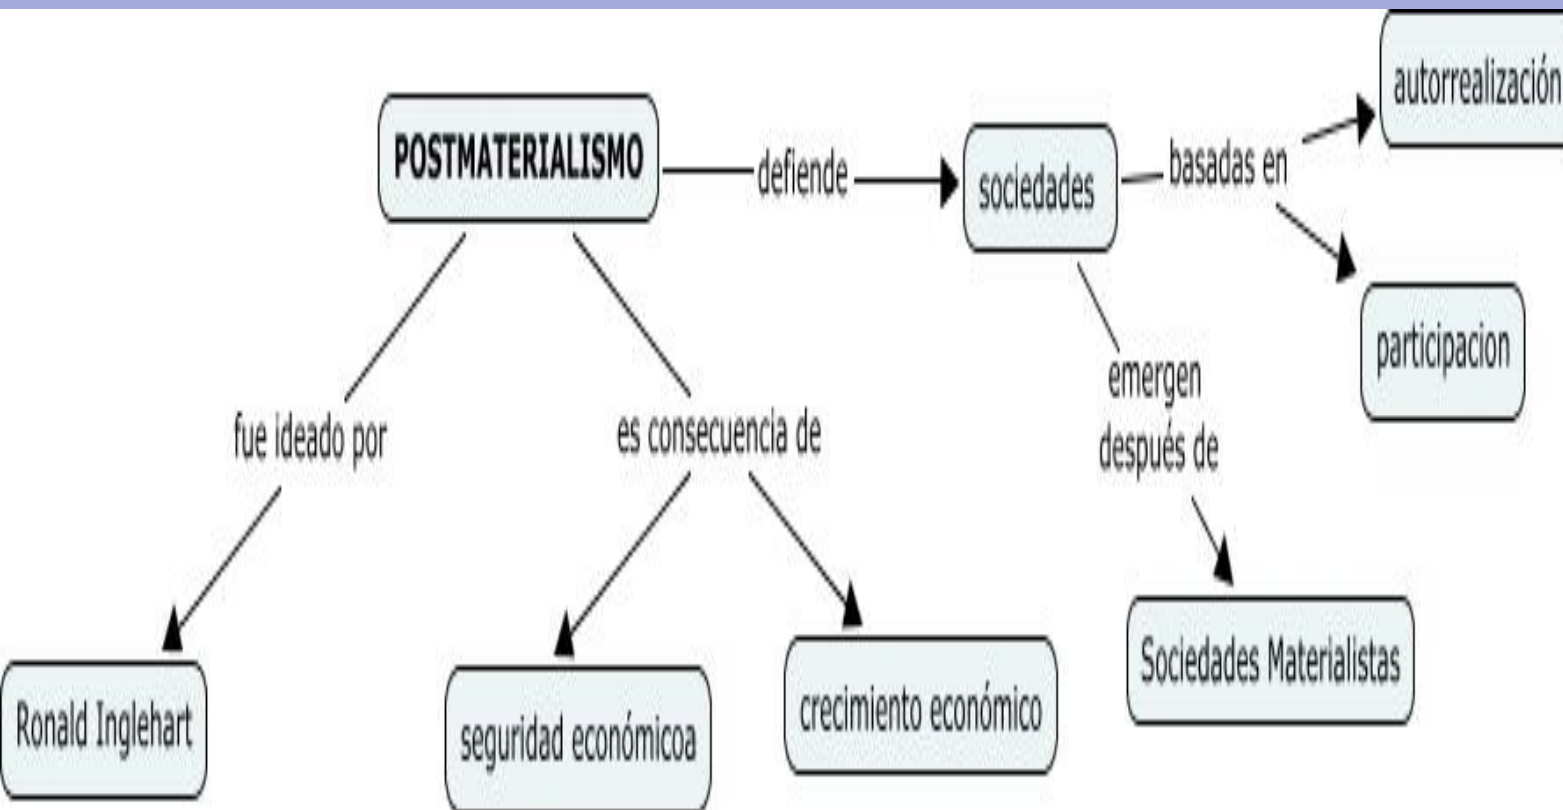 autorrealización
POSTMATERIALISMO
defiende
sociedades
basadas en
participacion
emergen
después de
fue ideado por
es consecuencia de
Sociedades Materialistas
Ronald Inglehart
seguridad económicoa
crecimiento económico